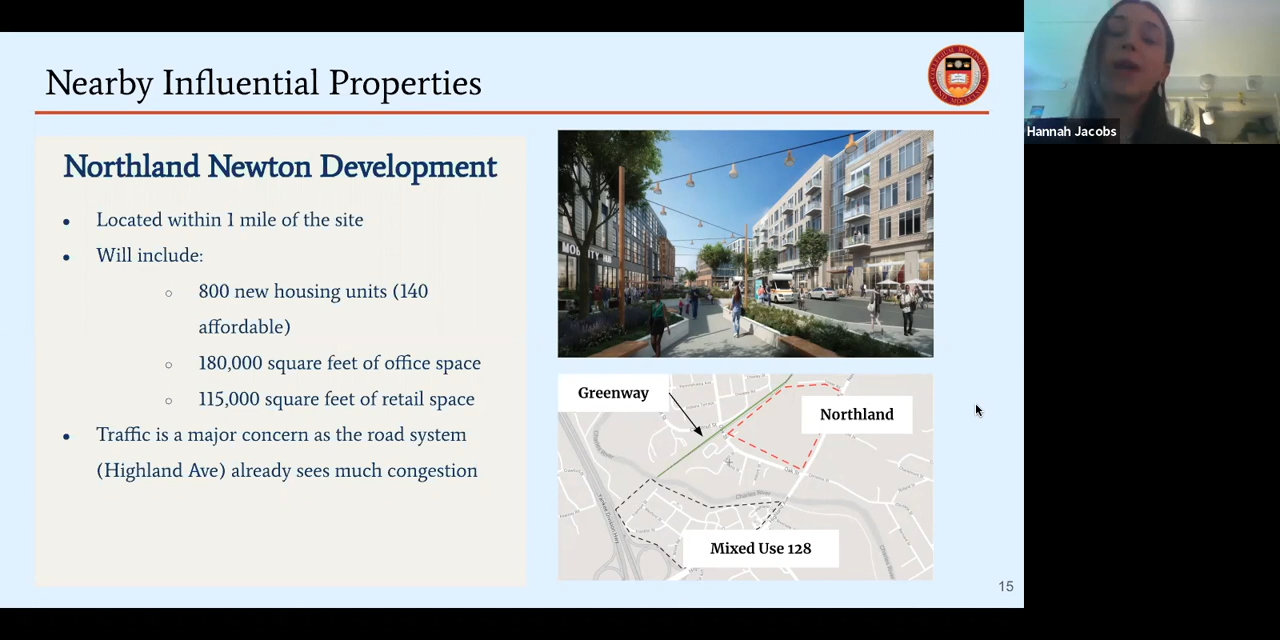 Nearby Influential Properties
Hannah Jacobs
Northland Newton Development
Located within 1 mile of the site
Will include:
800 new housing units (140
affordable)
180,000 square feet of office space
115,000 square feet of retail space
Traffic is a major concern as the road system
(Highland Ave) already sees much congestion
Greenway
Northland
Charles River
Mixed Use 128
15